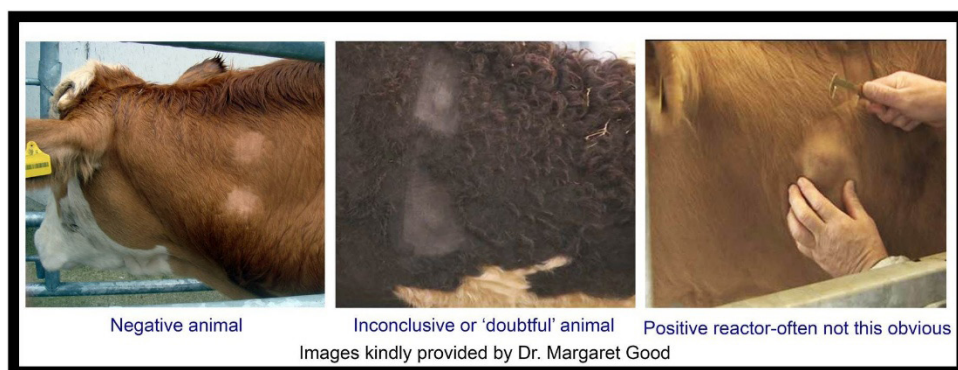 Negative animal
Inconclusive or 'doubtful' animal
Positive reactor-often not this obvious
Images kindly provided by Dr. Margaret Good